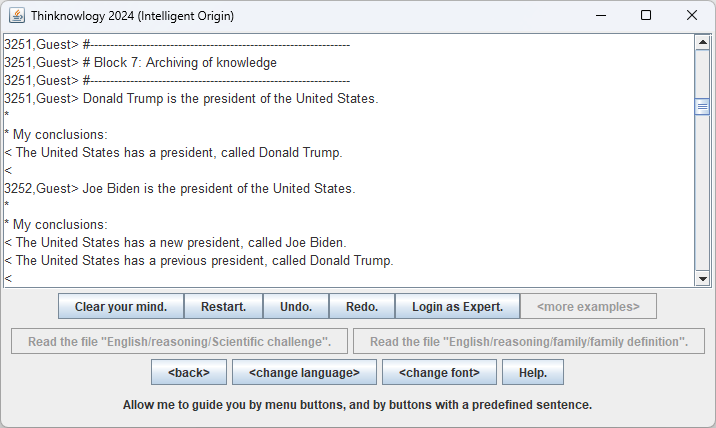 Thinknowlogy 2024 (Intelligent Origin)
3251,Guest> #-----------------------------------------------------------------
3251,Guest> # Block 7: Archiving of knowledge
3251,Guest> #-----------------------------------------------------------------
3251,Guest> Donald Trump is the president of the United States.
*
* My conclusions:
< The United States has a president, called Donald Trump.
<
3252,Guest> Joe Biden is the president of the United States.
*
* My conclusions:
< The United States has a new president, called Joe Biden.
< The United States has a previous president, called Donald Trump.
<
Clear your mind. Restart. Undo. Redo. Login as Expert. <more examples>
Read the file "English/reasoning/Scientific challenge". Read the file "English/reasoning/family/family definition".
<back> <change language> <change font> Help.
Allow me to guide you by menu buttons, and by buttons with a predefined sentence.